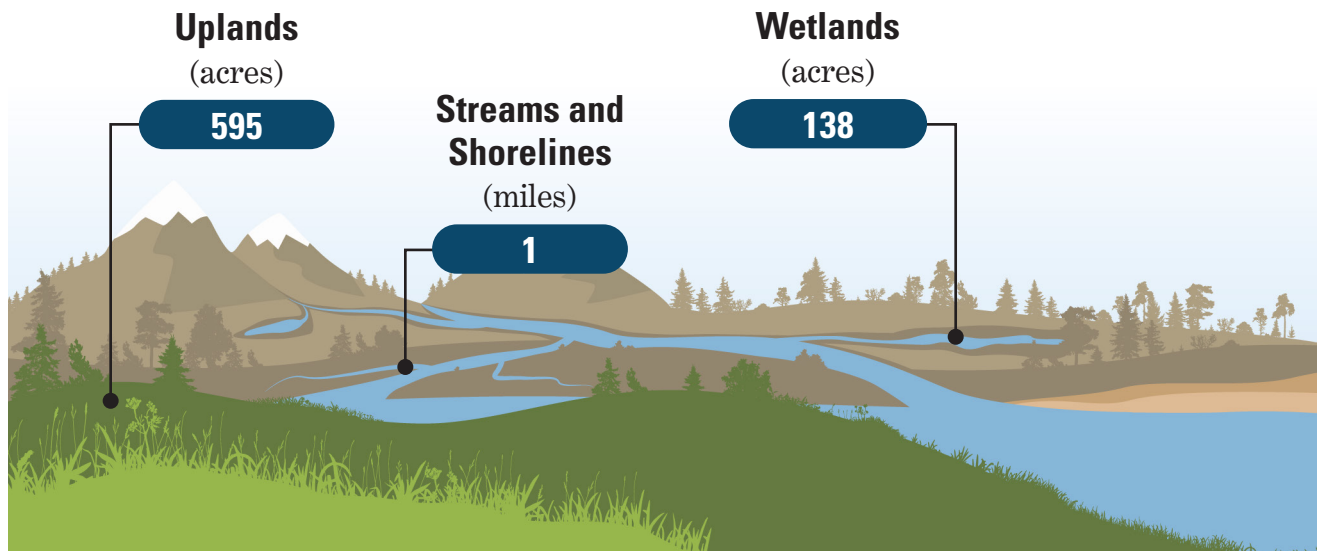 Uplands
(acres)
595
Streams and
Shorelines
(miles)
1
Wetlands
(acres)
138